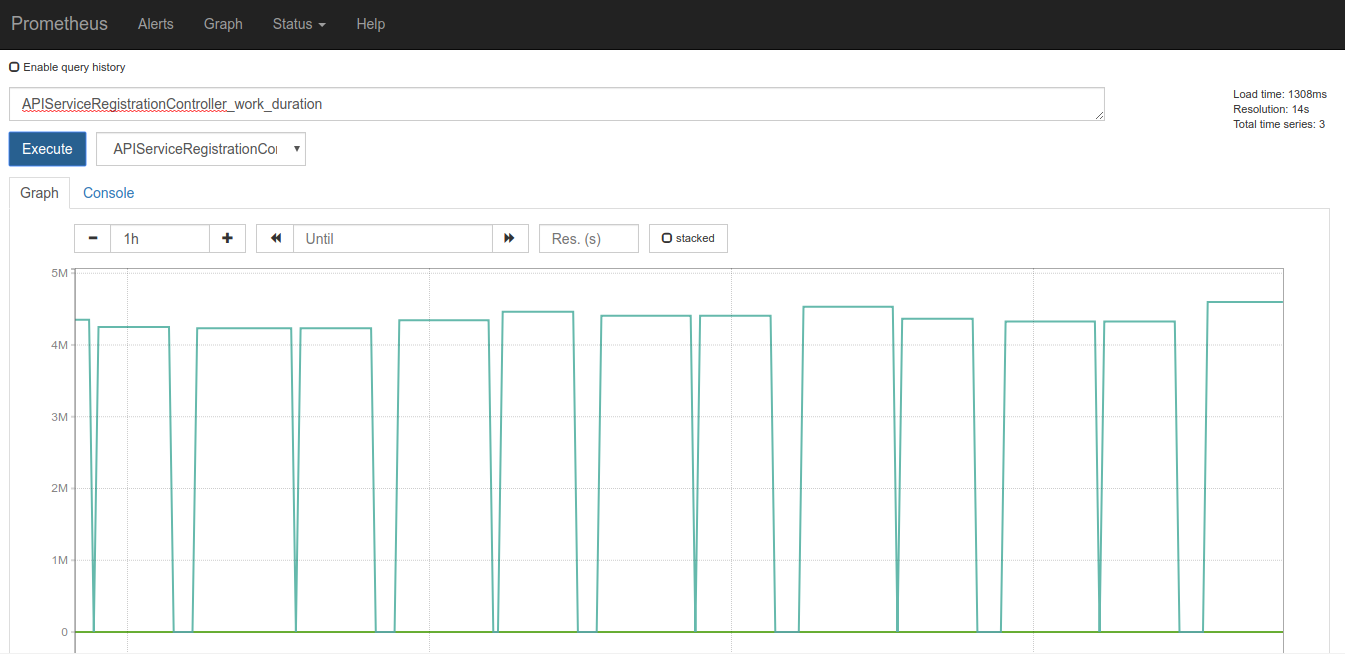 Prometheus Alerts Graph Status Help
Enable query history
APIServiceRegistrationController_work_duration
Load time: 1308ms
Resolution: 14s
Total time series: 3
Execute APIServiceRegistrationCo
Graph Console
1h Until Res. (s) stacked
5M
4M
3M
2M
1M
0